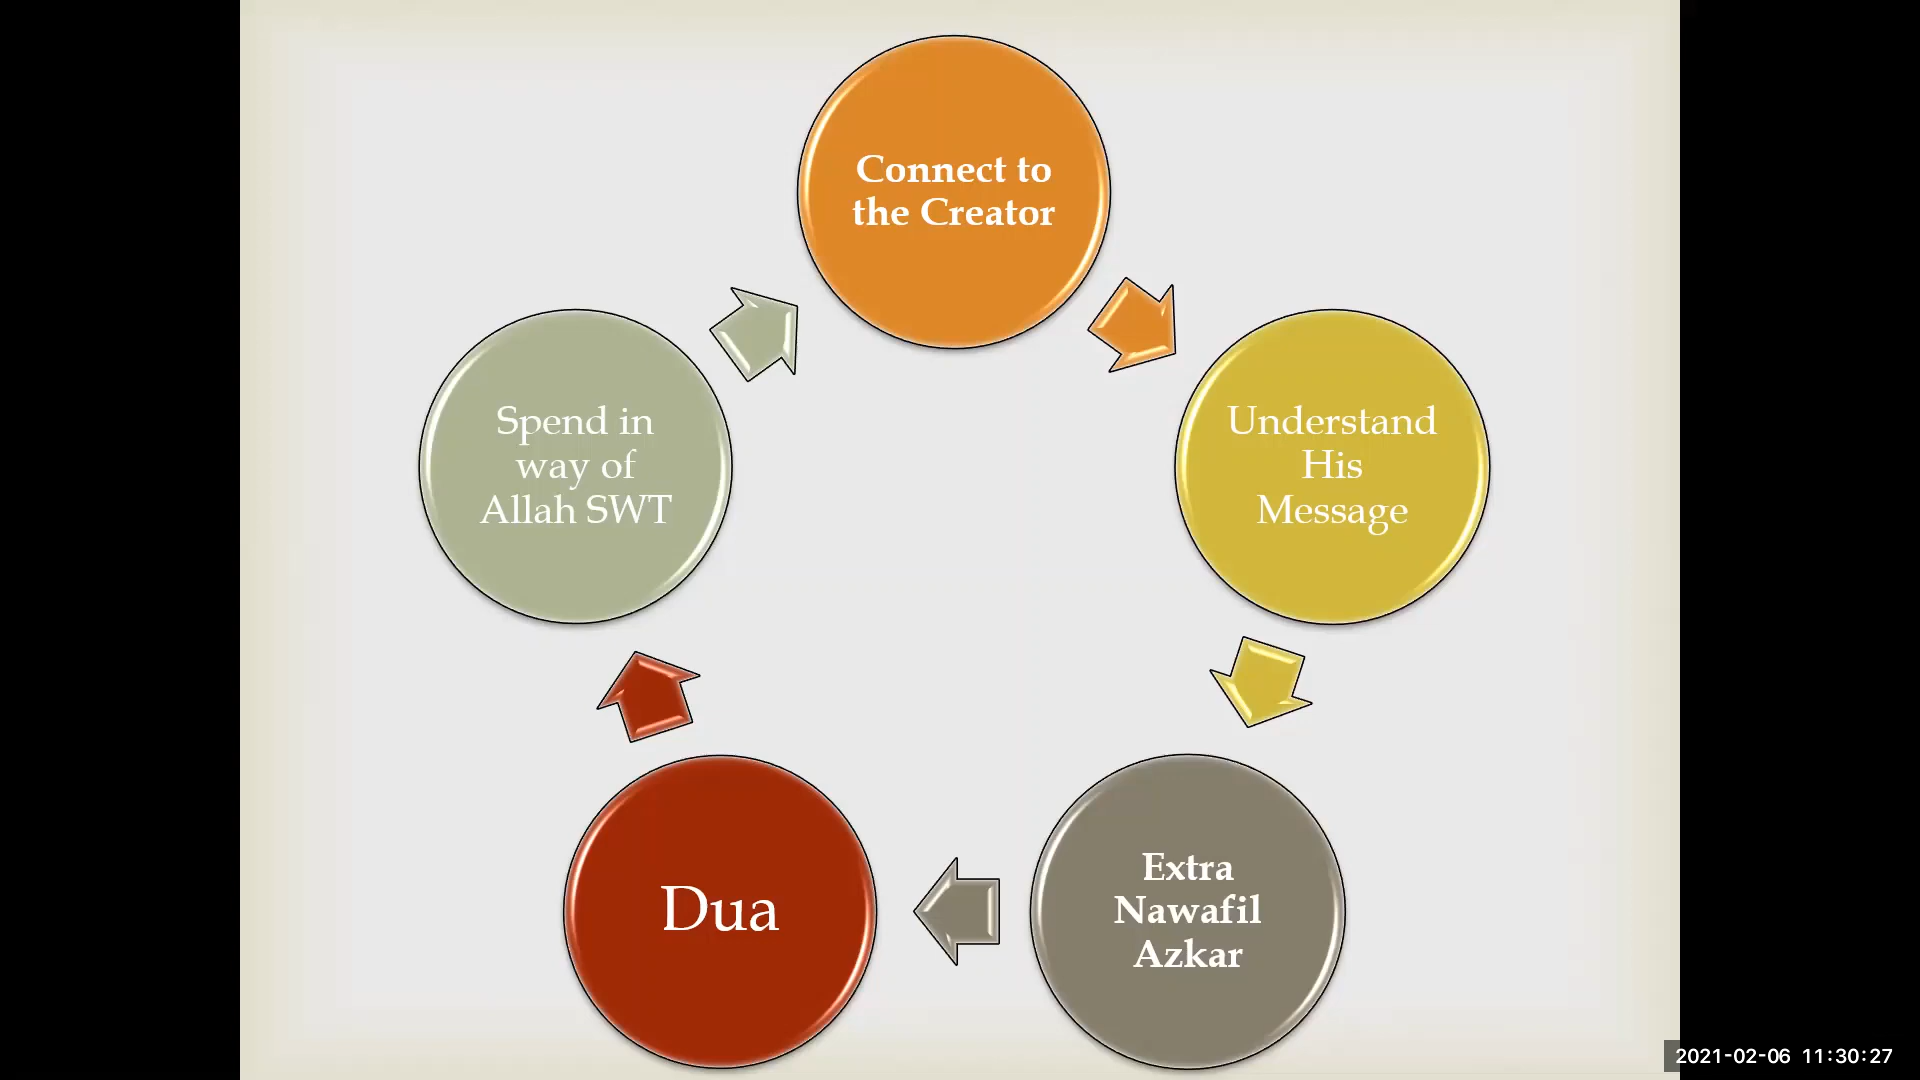 Connect to
the Creator
Understand
His
Message
Extra
Nawafil
Azkar
Dua
Spend in
way of
Allah SWT
2021-02-06 11:30:27